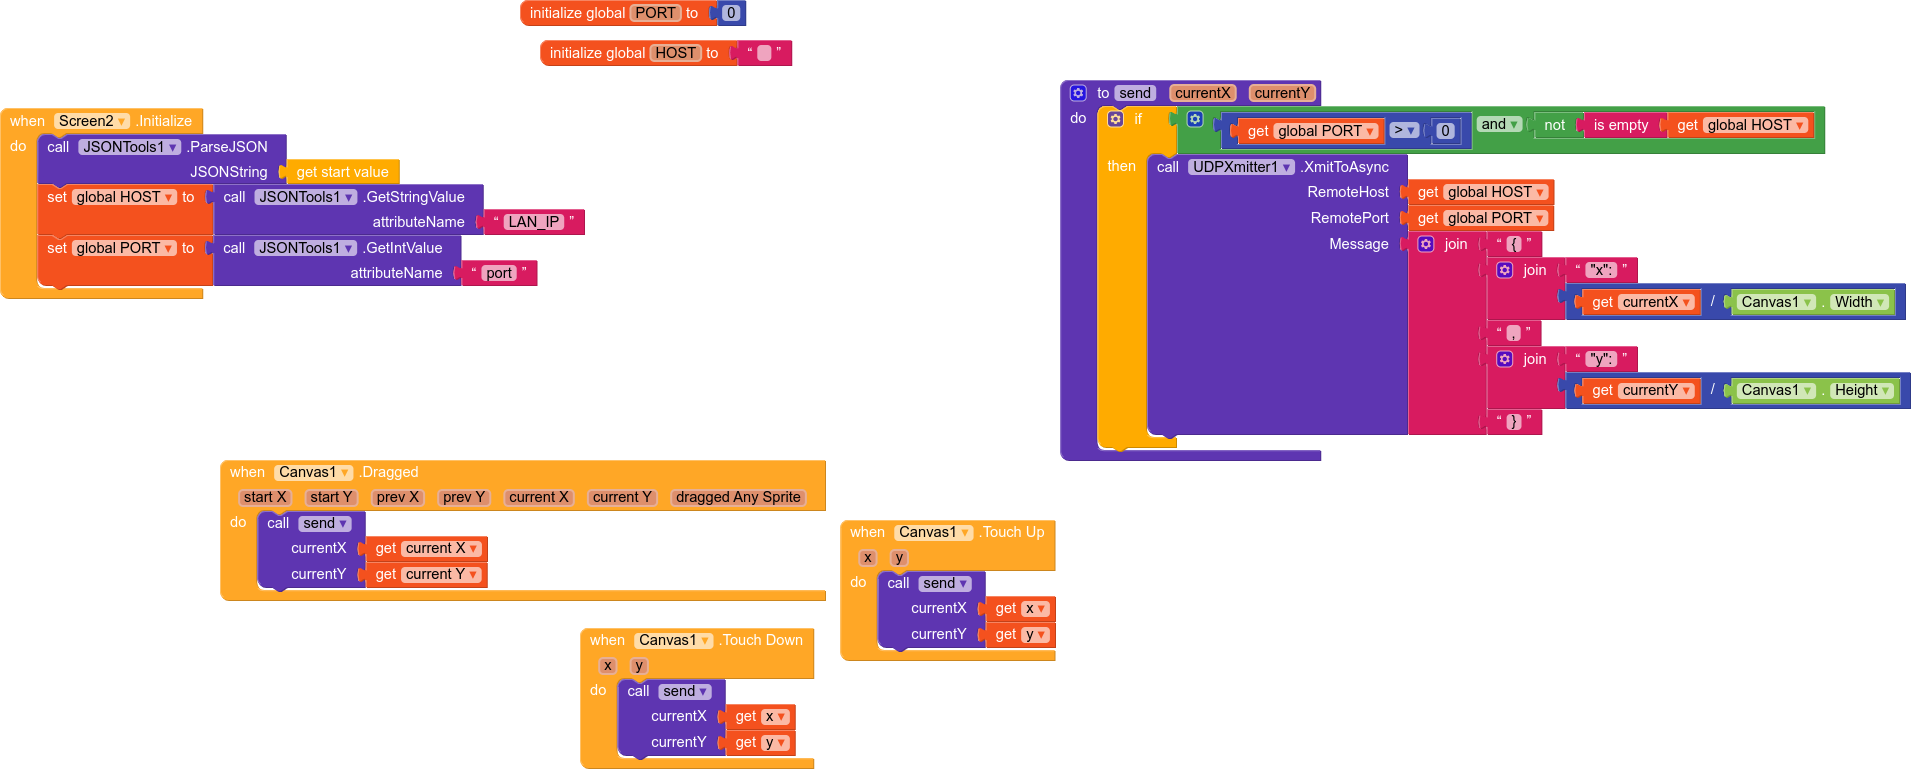 initialize global PORT to 0
initialize global HOST to “ ”
when Screen2 .Initialize
do call JSONTools1 .ParseJSON
JSONString get start value
set global HOST to call JSONTools1 .GetStringValue
attributeName “ LAN_IP ”
set global PORT to call JSONTools1 .GetIntValue
attributeName “ port ”
to send currentX currentY
do if get global PORT > 0 and not is empty get global HOST
then call UDPXmitter1 .XmitToAsync
RemoteHost get global HOST
RemotePort get global PORT
Message join “ { ”
join “ "x": ”
get currentX / Canvas1 . Width
“ , ”
join “ "y": ”
get currentY / Canvas1 . Height
“ } ”
when Canvas1 .Dragged
start X start Y prev X prev Y current X current Y dragged Any Sprite
do call send
currentX get current X
currentY get current Y
when Canvas1 .Touch Up
x y
do call send
currentX get x
currentY get y
when Canvas1 .Touch Down
x y
do call send
currentX get x
currentY get y